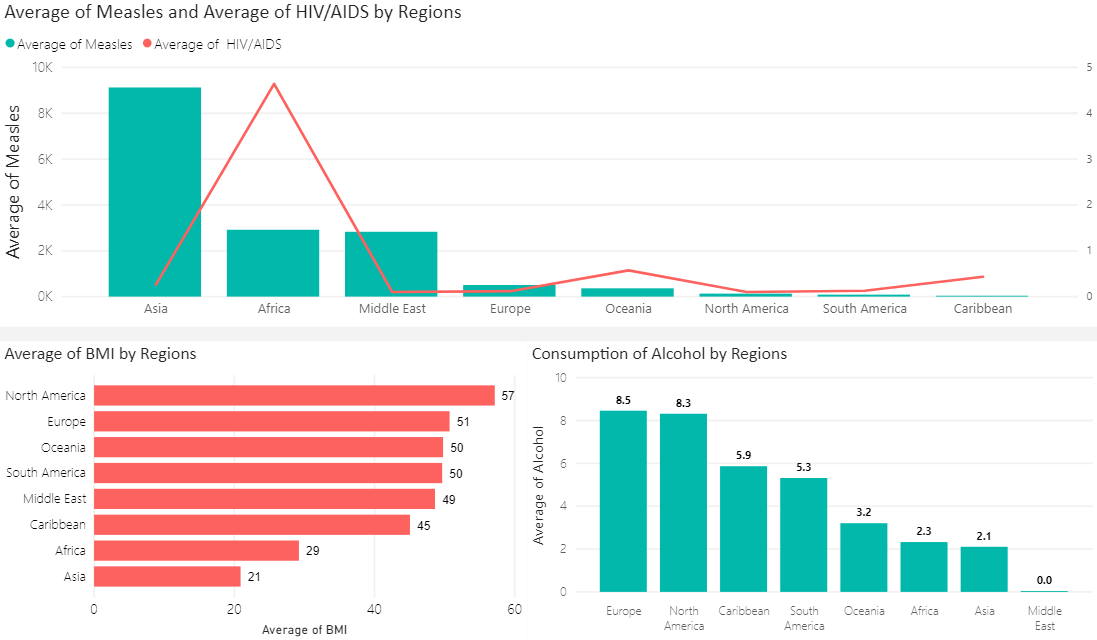 Average of Measles and Average of HIV/AIDS by Regions
Average of Measles Average of HIV/AIDS
Average of Measles
10K
8K
6K
4K
2K
0K
5
4
3
2
1
0
Asia Africa Middle East Europe Oceania North America South America Caribbean
Average of BMI by Regions
North America 57
Europe 51
Oceania 50
South America 50
Middle East 49
Caribbean 45
Africa 29
Asia 21
0 20 40 60
Average of BMI
Consumption of Alcohol by Regions
Average of Alcohol
10
8
6
4
2
0
8.5 8.3 5.9 5.3 3.2 2.3 2.1 0.0
Europe North Caribbean South Oceania Africa Asia Middle
America America East